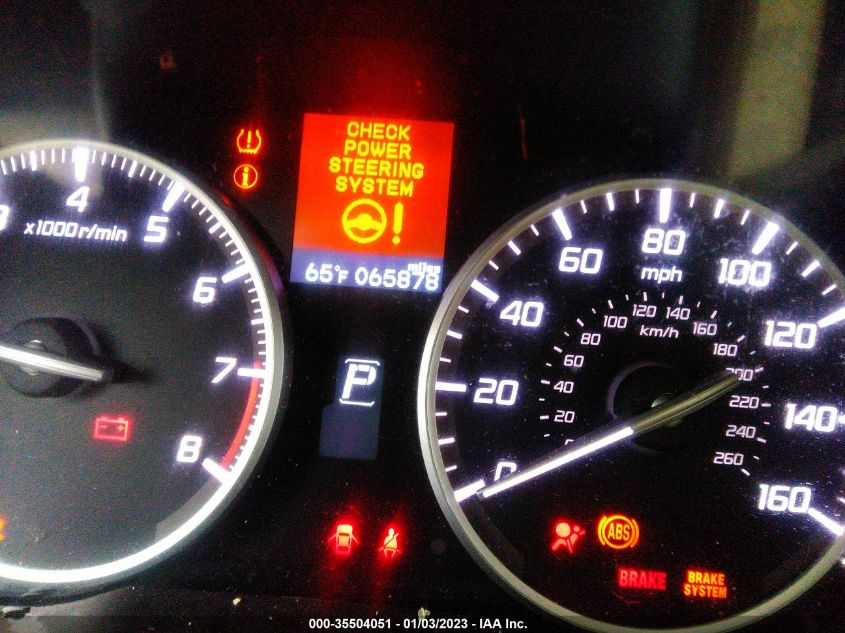 CHECK
POWER
STEERING
SYSTEM
!
miles
65°F 065878
4
5
6
7
8
x1000r/min
P
0
20
40
60
80
100
120
140
160
mph
km/h
20
40
60
80
100
120
140
160
180
200
220
240
260
ABS
BRAKE
BRAKE
SYSTEM
000-35504051 - 01/03/2023 - IAA Inc.